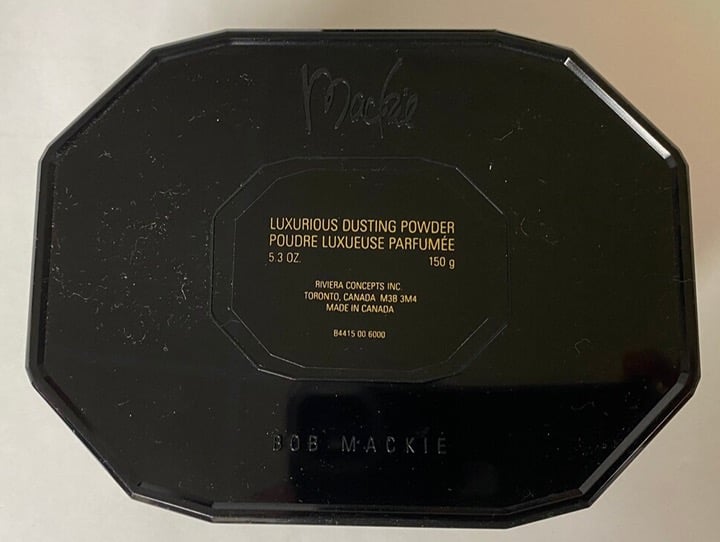 Mackie
LUXURIOUS DUSTING POWDER
POUDRE LUXUEUSE PARFUMÉE
5.3 OZ. 150 g
RIVIERA CONCEPTS INC.
TORONTO, CANADA M3B 3M4
MADE IN CANADA
B4415 00 6000
BOB MACKIE